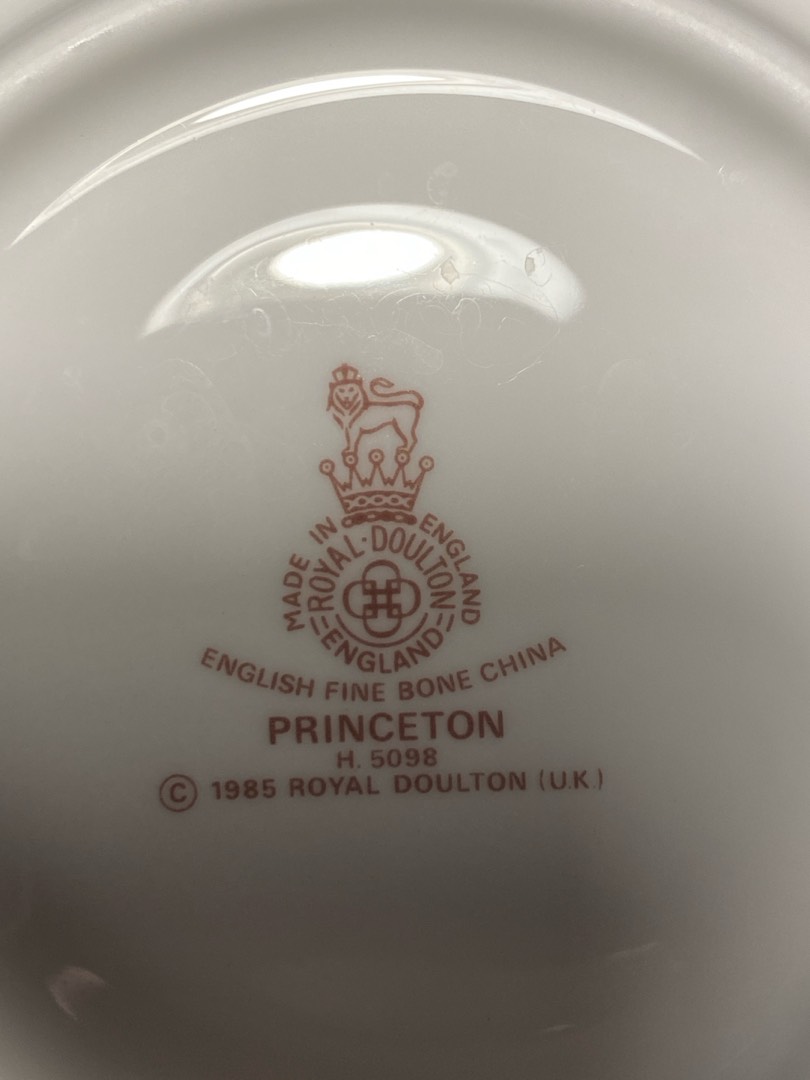 MADE IN ENGLAND
ROYAL·DOULTON
ENGLAND
ENGLISH FINE BONE CHINA
PRINCETON
H. 5098
© 1985 ROYAL DOULTON (U.K.)